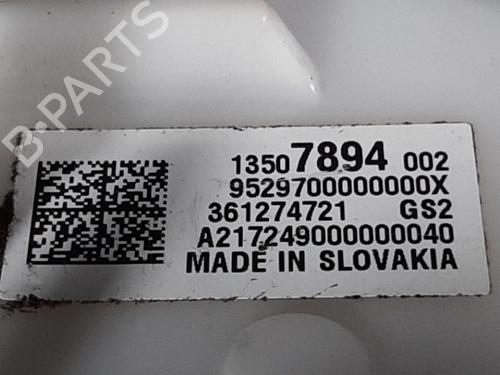 B-PARTS
13507894 002
9529700000000X
361274721 GS2
A217249000000040
MADE IN SLOVAKIA